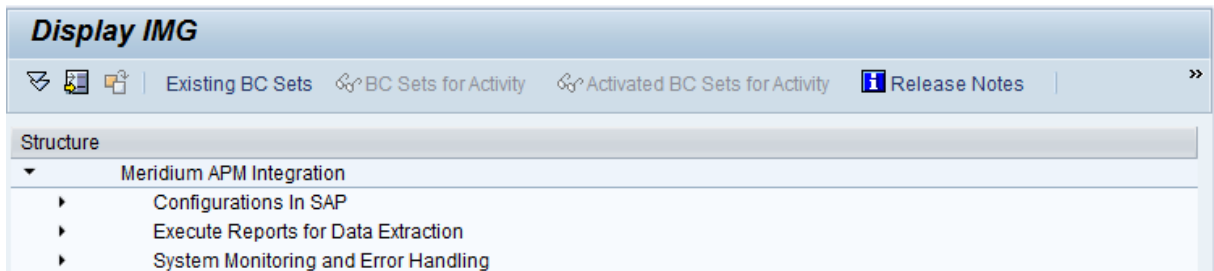 Display IMG
Existing BC Sets BC Sets for Activity Activated BC Sets for Activity Release Notes
Structure
Meridium APM Integration
Configurations In SAP
Execute Reports for Data Extraction
System Monitoring and Error Handling